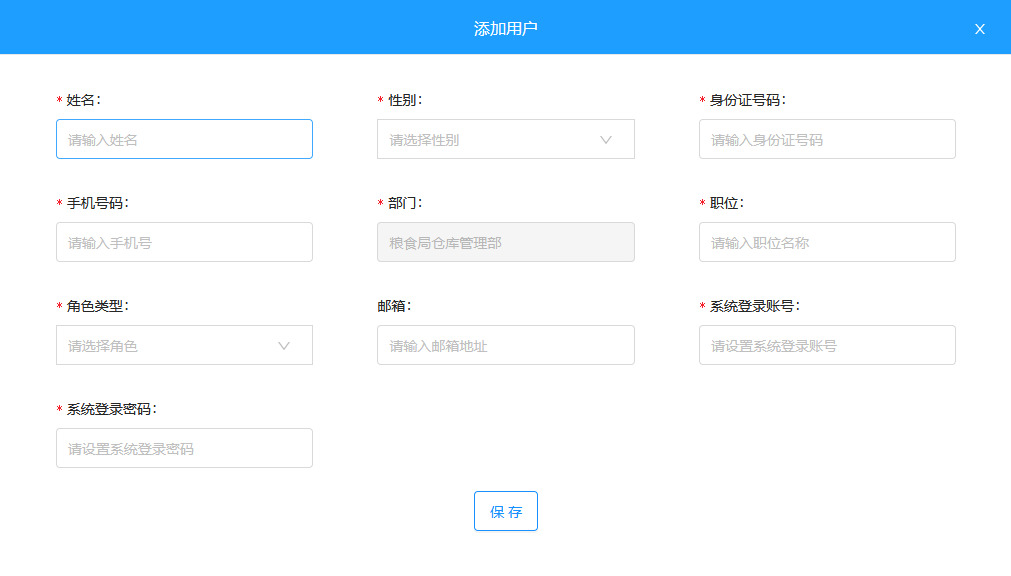 添加用户 X
* 姓名: * 性别: * 身份证号码:
请输入姓名 请选择性别 请输入身份证号码
* 手机号码: * 部门: * 职位:
请输入手机号 粮食局仓库管理部 请输入职位名称
* 角色类型: 邮箱: * 系统登录账号:
请选择角色 请输入邮箱地址 请设置系统登录账号
* 系统登录密码:
请设置系统登录密码
保 存